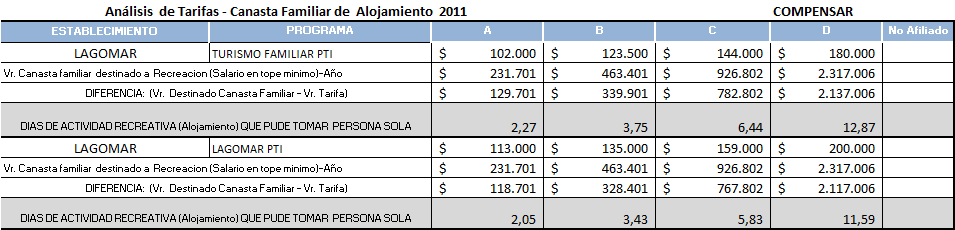 Análisis de Tarifas - Canasta Familiar de Alojamiento 2011 COMPENSAR
ESTABLECIMIENTO PROGRAMA A B C D No Afiliado
LAGOMAR TURISMO FAMILIAR PTI $ 102.000 $ 123.500 $ 144.000 $ 180.000
Vr. Canasta familiar destinado a Recreacion (Salario en tope minimo)-Año $ 231.701 $ 463.401 $ 926.802 $ 2.317.006
DIFERENCIA: (Vr. Destinado Canasta Familiar - Vr. Tarifa) $ 129.701 $ 339.901 $ 782.802 $ 2.137.006
DIAS DE ACTIVIDAD RECREATIVA (Alojamiento) QUE PUDE TOMAR PERSONA SOLA 2,27 3,75 6,44 12,87
LAGOMAR LAGOMAR PTI $ 113.000 $ 135.000 $ 159.000 $ 200.000
Vr. Canasta familiar destinado a Recreacion (Salario en tope minimo)-Año $ 231.701 $ 463.401 $ 926.802 $ 2.317.006
DIFERENCIA: (Vr. Destinado Canasta Familiar - Vr. Tarifa) $ 118.701 $ 328.401 $ 767.802 $ 2.117.006
DIAS DE ACTIVIDAD RECREATIVA (Alojamiento) QUE PUDE TOMAR PERSONA SOLA 2,05 3,43 5,83 11,59